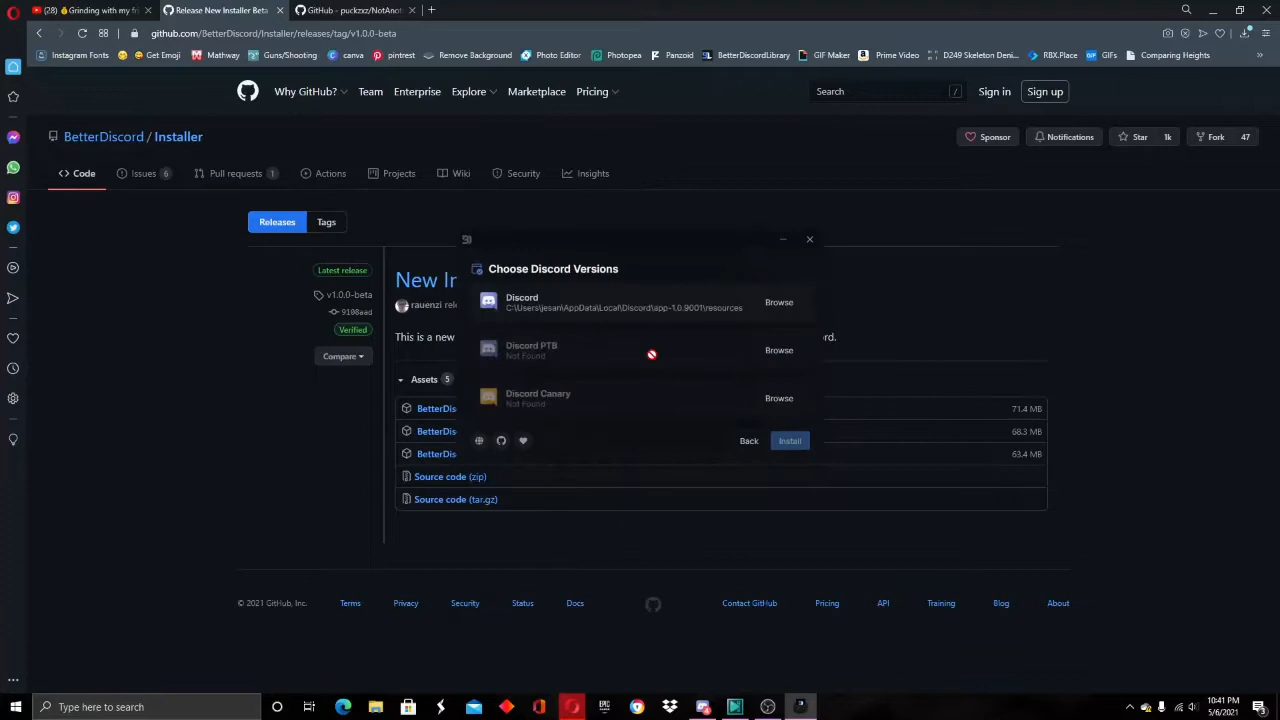 (28) Grinding with my fri
Release New Installer Beta
GitHub - puckzxz/NotAnot
github.com/BetterDiscord/Installer/releases/tag/v1.0.0-beta
Instagram Fonts
Get Emoji
Mathway
Guns/Shooting
canva
pintrest
Remove Background
Photo Editor
Photopea
Panzoid
BetterDiscordLibrary
GIF Maker
Prime Video
D249 Skeleton Deni...
RBX.Place
GIFs
Comparing Heights
Why GitHub?
Team
Enterprise
Explore
Marketplace
Pricing
Search
/
Sign in
Sign up
BetterDiscord / Installer
Sponsor
Notifications
Star 1k
Fork 47
Code
Issues 6
Pull requests 1
Actions
Projects
Wiki
Security
Insights
Releases
Tags
Latest release
v1.0.0-beta
9108aad
Verified
Compare
New In
rauenzi rele
This is a new
rd.
Assets 5
BetterDis
71.4 MB
BetterDis
68.3 MB
BetterDis
63.4 MB
Source code (zip)
Source code (tar.gz)
Choose Discord Versions
Discord
C:\Users\jesan\AppData\Local\Discord\app-1.0.9001\resources
Browse
Discord PTB
Not Found
Browse
Discord Canary
Not Found
Browse
Back
Install
© 2021 GitHub, Inc.
Terms
Privacy
Security
Status
Docs
Contact GitHub
Pricing
API
Training
Blog
About
Type here to search
EPIC
10:41 PM
5/6/2021